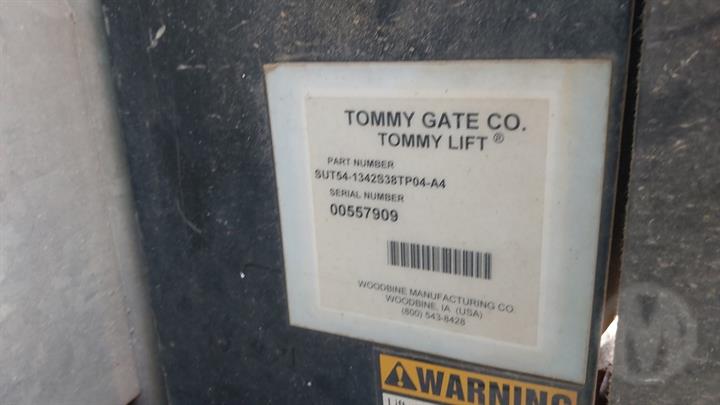 TOMMY GATE CO.
TOMMY LIFT ®
PART NUMBER
SUT54-1342S38TP04-A4
SERIAL NUMBER
00557909
WOODBINE MANUFACTURING CO.
WOODBINE, IA (USA)
(800) 543-8428
WARNING
Lift